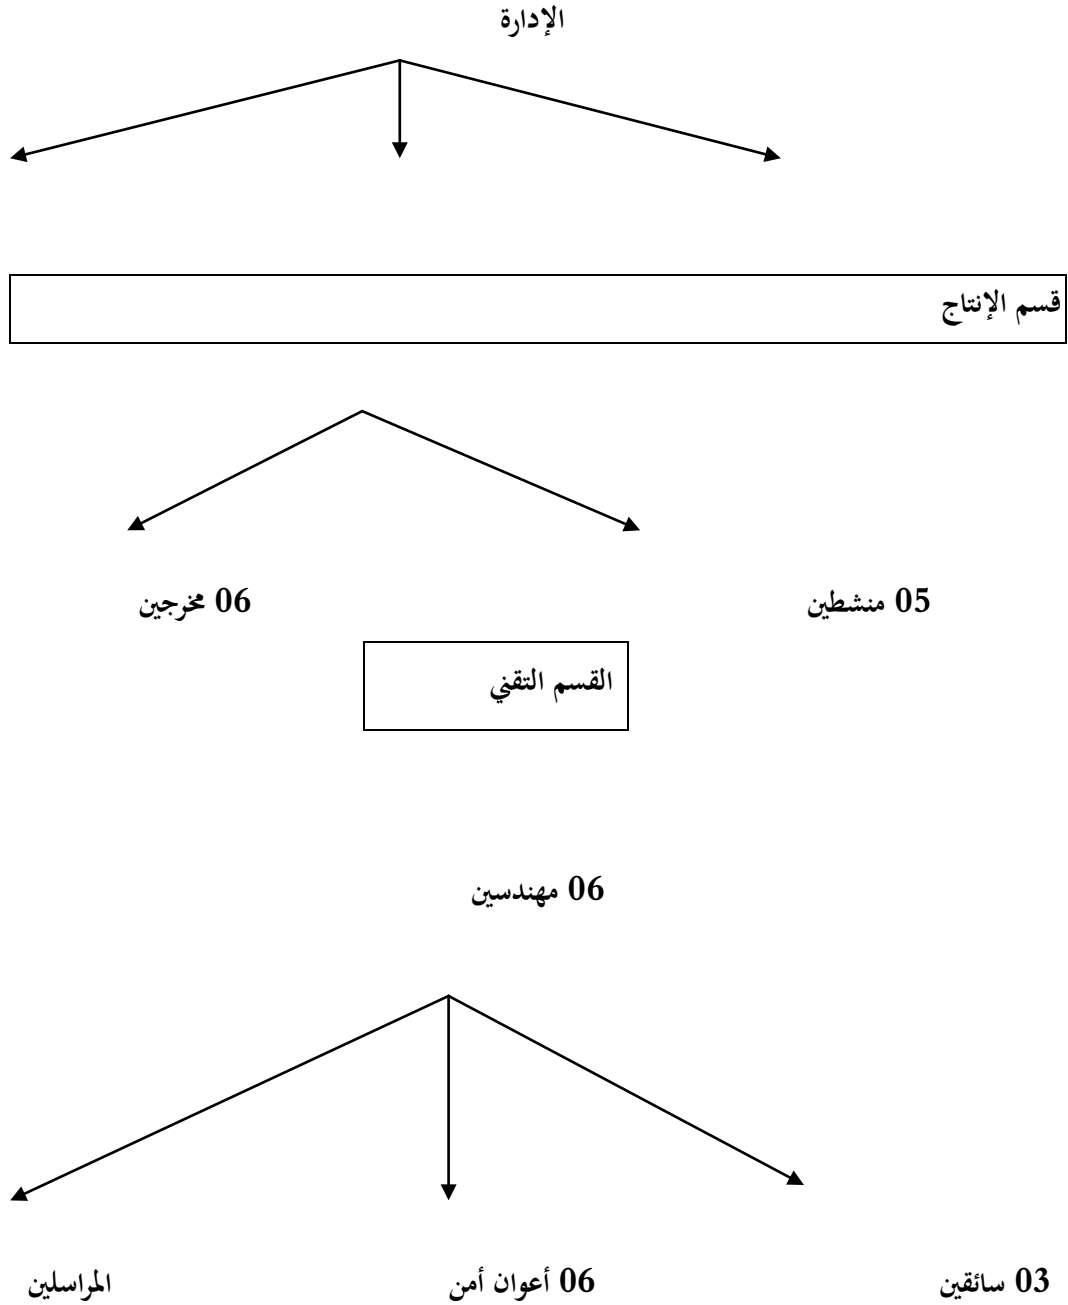 الإدارة
قسم الإنتاج
05 منشطين
06 مخرجين
القسم التقني
06 مهندسين
03 سائقين
06 أعوان أمن
المراسلين